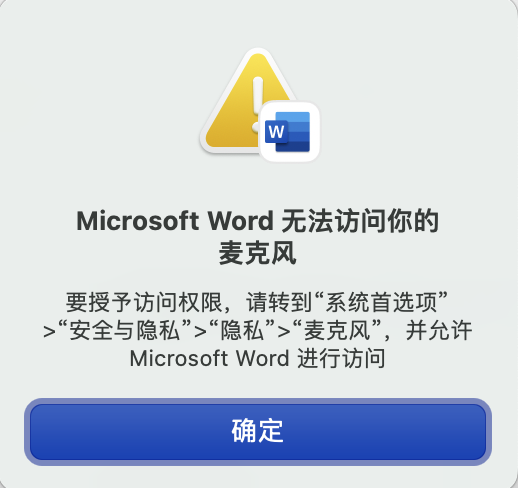 W
Microsoft Word 无法访问你的
麦克风
要授予访问权限，请转到“系统首选项”
>“安全与隐私”>“隐私”>“麦克风”，并允许
Microsoft Word 进行访问
确定